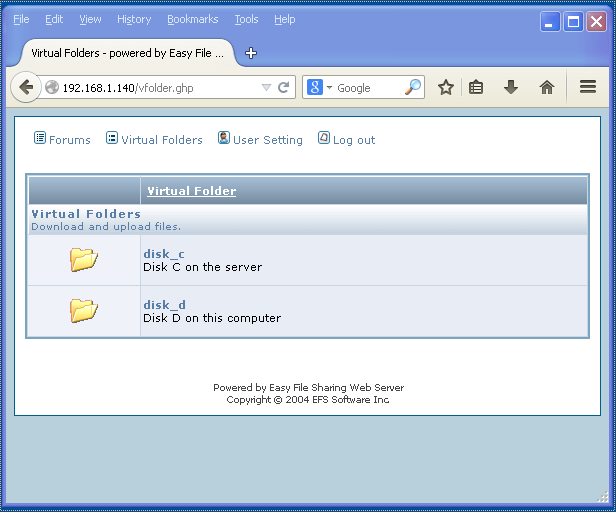 File Edit View History Bookmarks Tools Help
Virtual Folders - powered by Easy File ...
192.168.1.140/vfolder.ghp
Google
Forums Virtual Folders User Setting Log out
Virtual Folder
Virtual Folders
Download and upload files.
disk_c
Disk C on the server
disk_d
Disk D on this computer
Powered by Easy File Sharing Web Server
Copyright © 2004 EFS Software Inc.